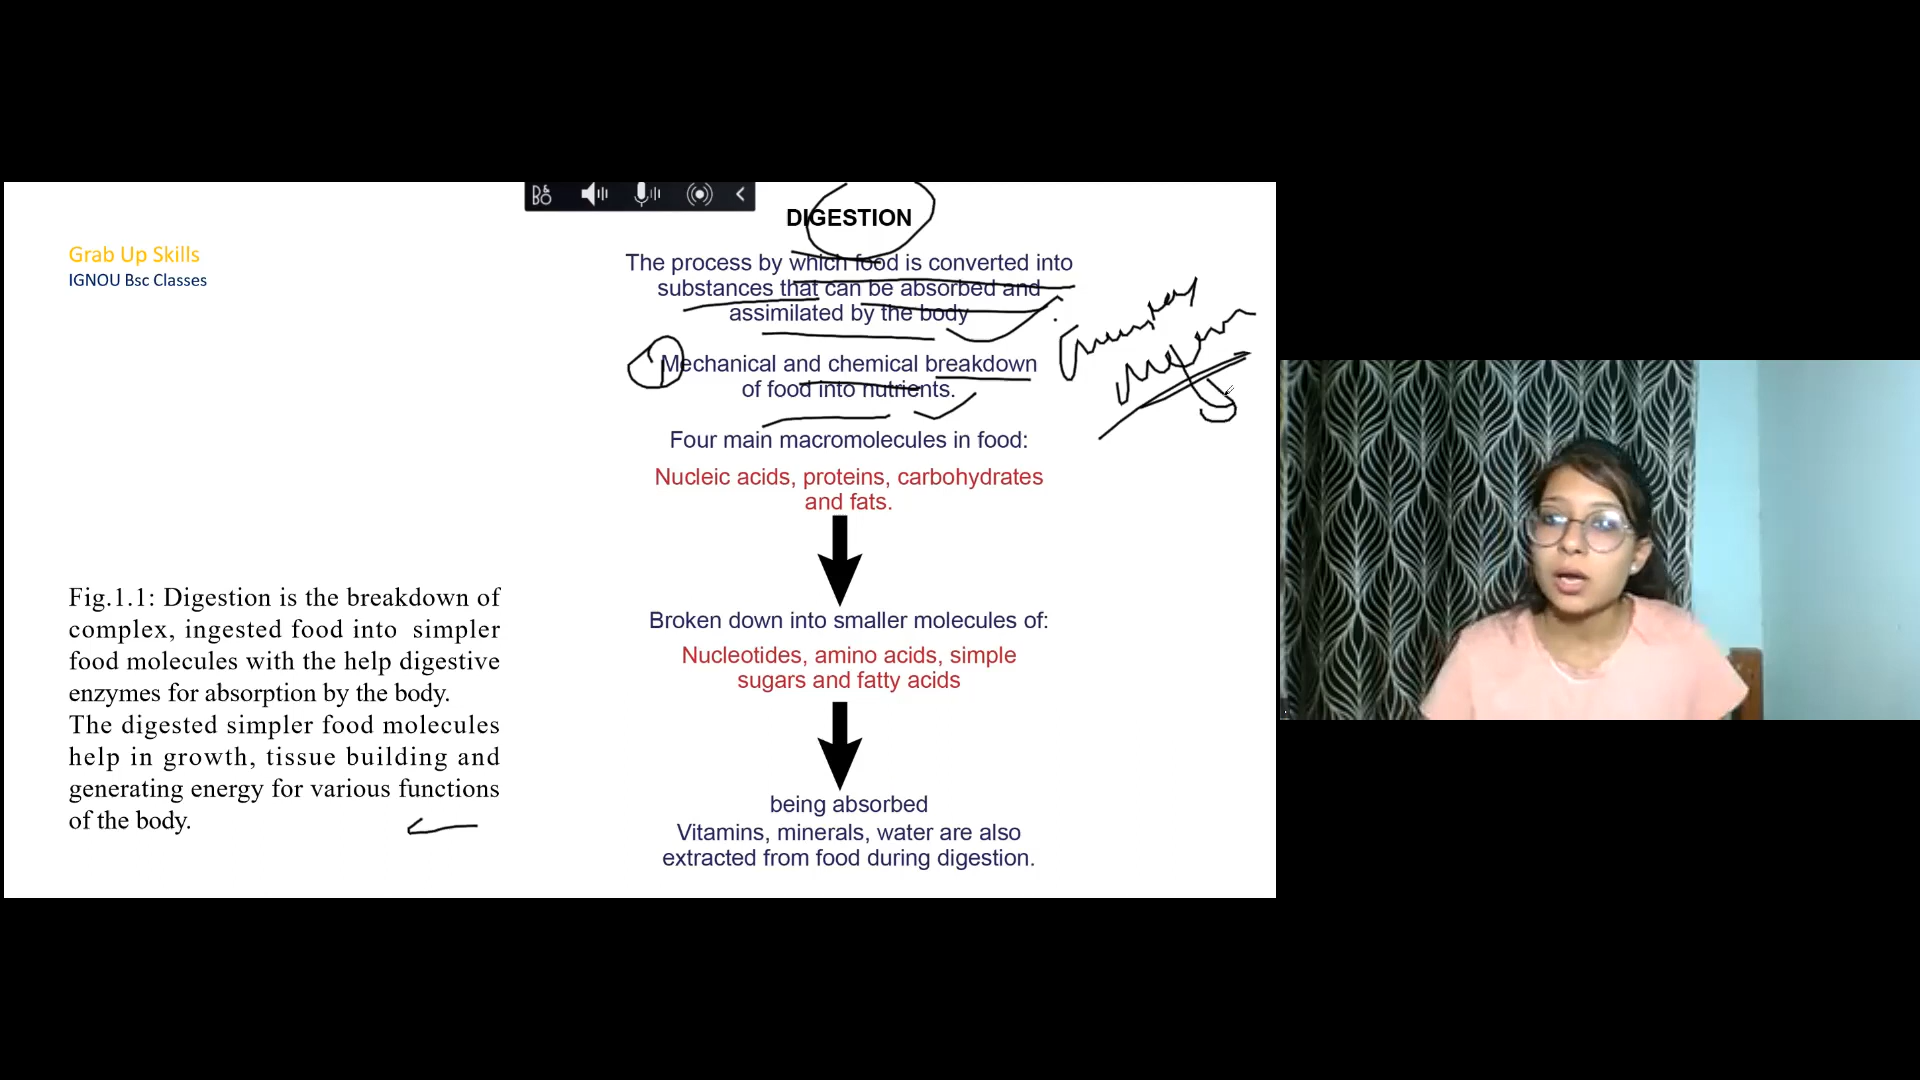 DIGESTION
Grab Up Skills
IGNOU Bsc Classes
The process by which food is converted into
substances that can be absorbed and
assimilated by the body
Mechanical and chemical breakdown
of food into nutrients.
Four main macromolecules in food:
Nucleic acids, proteins, carbohydrates
and fats.
Broken down into smaller molecules of:
Nucleotides, amino acids, simple
sugars and fatty acids
being absorbed
Vitamins, minerals, water are also
extracted from food during digestion.
Fig.1.1: Digestion is the breakdown of
complex, ingested food into simpler
food molecules with the help digestive
enzymes for absorption by the body.
The digested simpler food molecules
help in growth, tissue building and
generating energy for various functions
of the body.